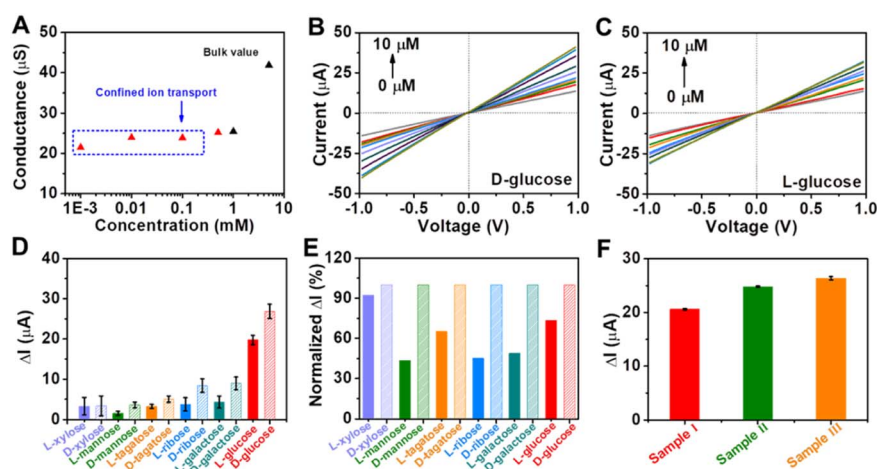 A
Conductance (μS)
50
40
30
20
10
Bulk value
Confined ion transport
1E-3
0.01
0.1
1
10
Concentration (mM)
B
Current (μA)
50
25
0
-25
-50
10 μM
0 μM
D-glucose
-1.0
-0.5
0.0
0.5
1.0
Voltage (V)
C
Current (μA)
50
25
0
-25
-50
10 μM
0 μM
L-glucose
-1.0
-0.5
0.0
0.5
1.0
Voltage (V)
D
ΔI (μA)
40
30
20
10
0
L-xylose
D-xylose
L-mannose
D-mannose
L-tagatose
D-tagatose
L-ribose
D-ribose
L-galactose
D-galactose
L-glucose
D-glucose
E
Normalized ΔI (%)
120
90
60
30
0
L-xylose
D-xylose
L-mannose
D-mannose
L-tagatose
D-tagatose
L-ribose
D-ribose
L-galactose
D-galactose
L-glucose
D-glucose
F
ΔI (μA)
30
20
10
0
Sample I
Sample II
Sample III